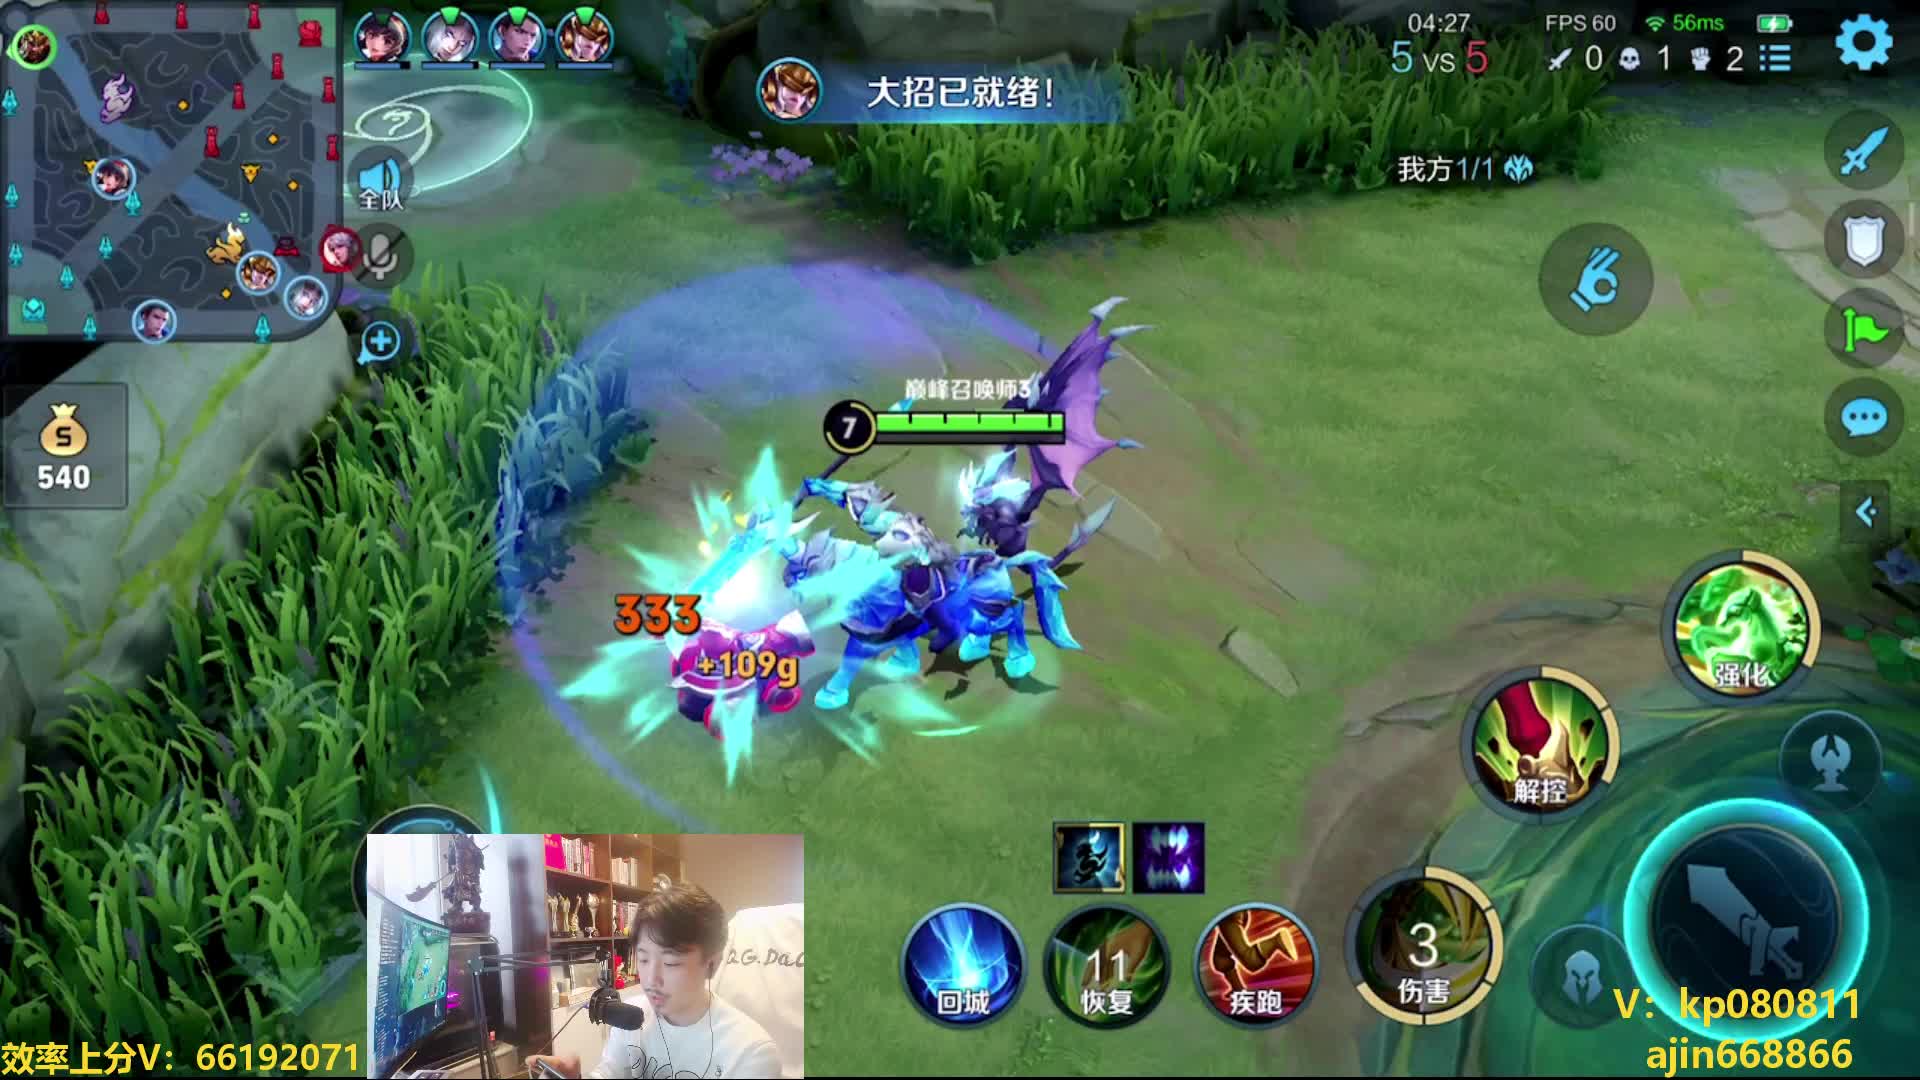 04:27
FPS 60
56ms
5 VS 5
0
1
2
大招已就绪！
我方1/1
全队
S
540
巅峰召唤师3
7
333
+109g
强化
解控
3
伤害
回城
11
恢复
疾跑
Q.G.Da
V：kp080811
ajin668866
效率上分V：66192071